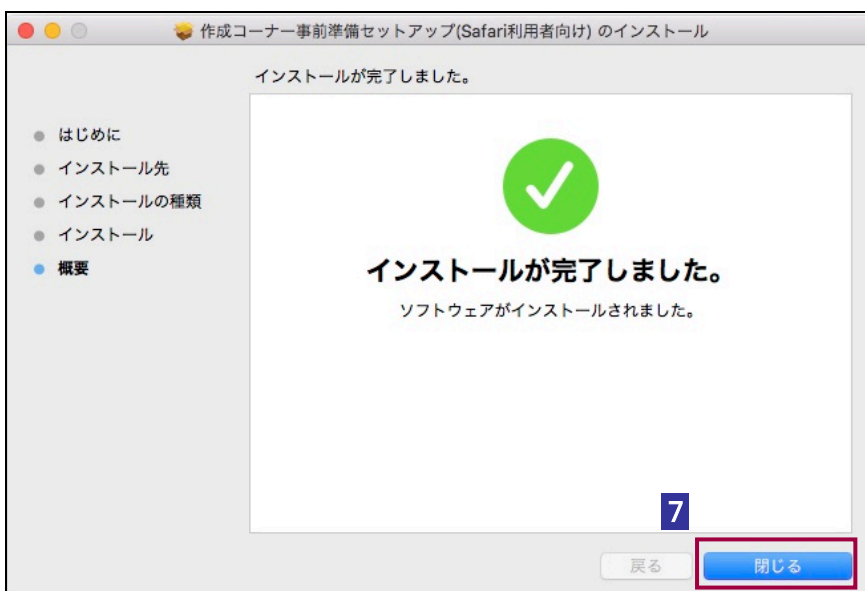 作成コーナー事前準備セットアップ(Safari利用者向け) のインストール
インストールが完了しました。
はじめに
インストール先
インストールの種類
インストール
概要
インストールが完了しました。
ソフトウェアがインストールされました。
7
戻る
閉じる